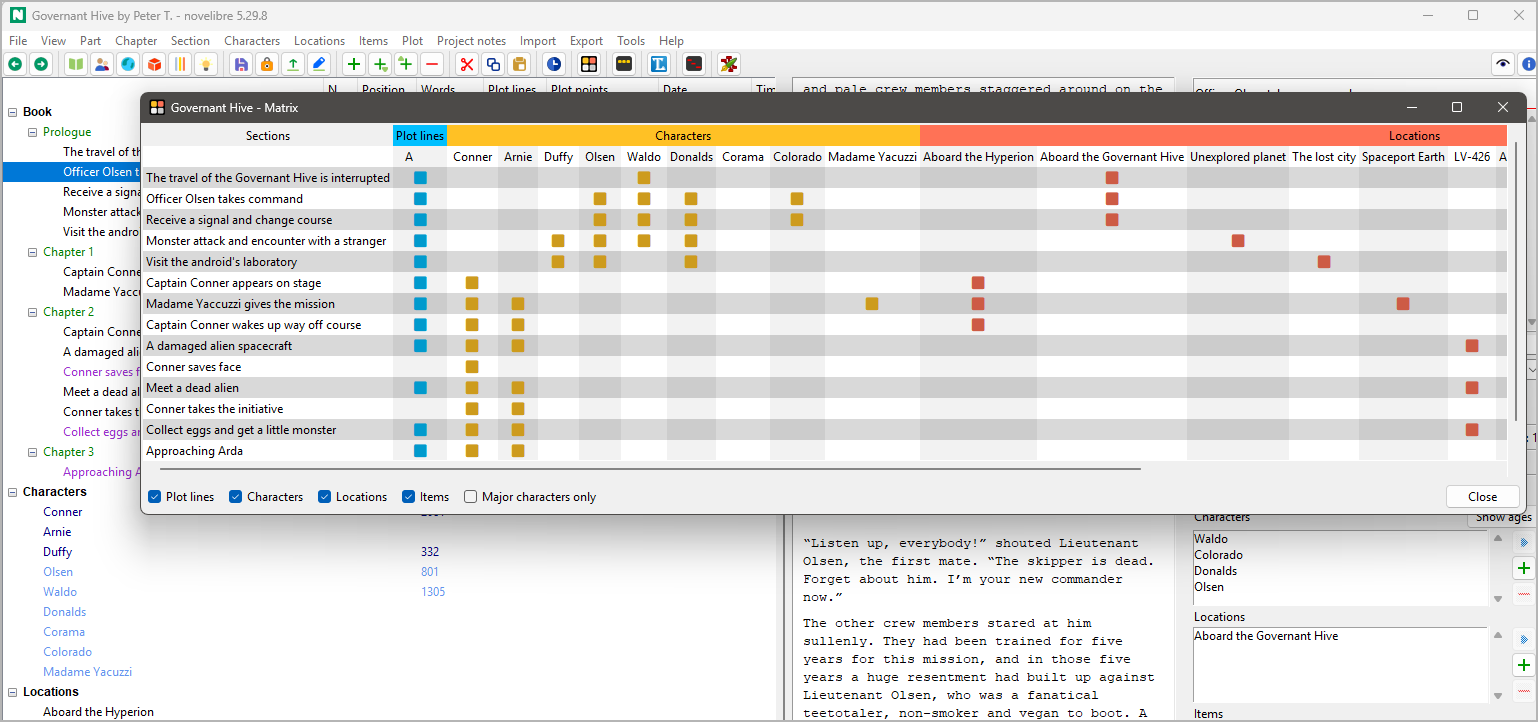 Governant Hive by Peter T. - novelibre 5.29.8
File View Part Chapter Section Characters Locations Items Plot Project notes Import Export Tools Help
N Position Words Plot lines Plot points Date Tim
and pale crew members staggered around on the
Governant Hive - Matrix
Sections Plot lines Characters Locations
A Conner Arnie Duffy Olsen Waldo Donalds Corama Colorado Madame Yacuzzi Aboard the Hyperion Aboard the Governant Hive Unexplored planet The lost city Spaceport Earth LV-426 A
The travel of the Governant Hive is interrupted
Officer Olsen takes command
Receive a signal and change course
Monster attack and encounter with a stranger
Visit the android's laboratory
Captain Conner appears on stage
Madame Yaccuzzi gives the mission
Captain Conner wakes up way off course
A damaged alien spacecraft
Conner saves face
Meet a dead alien
Conner takes the initiative
Collect eggs and get a little monster
Approaching Arda
Plot lines Characters Locations Items Major characters only
Close
Book
Prologue
The travel of th
Officer Olsen t
Receive a signa
Monster attack
Visit the andro
Chapter 1
Captain Conne
Madame Yaccu
Chapter 2
Captain Conne
A damaged ali
Conner saves f
Meet a dead al
Conner takes t
Collect eggs an
Chapter 3
Approaching A
Characters
Conner
Arnie
Duffy 332
Olsen 801
Waldo 1305
Donalds
Corama
Colorado
Madame Yacuzzi
Locations
Aboard the Hyperion
“Listen up, everybody!” shouted Lieutenant
Olsen, the first mate. “The skipper is dead.
Forget about him. I’m your new commander
now.”
The other crew members stared at him
sullenly. They had been trained for five
years for this mission, and in those five
years a huge resentment had built up against
Lieutenant Olsen, who was a fanatical
teetotaler, non-smoker and vegan to boot. A
Characters
Show ages
Waldo
Colorado
Donalds
Olsen
Locations
Aboard the Governant Hive
Items